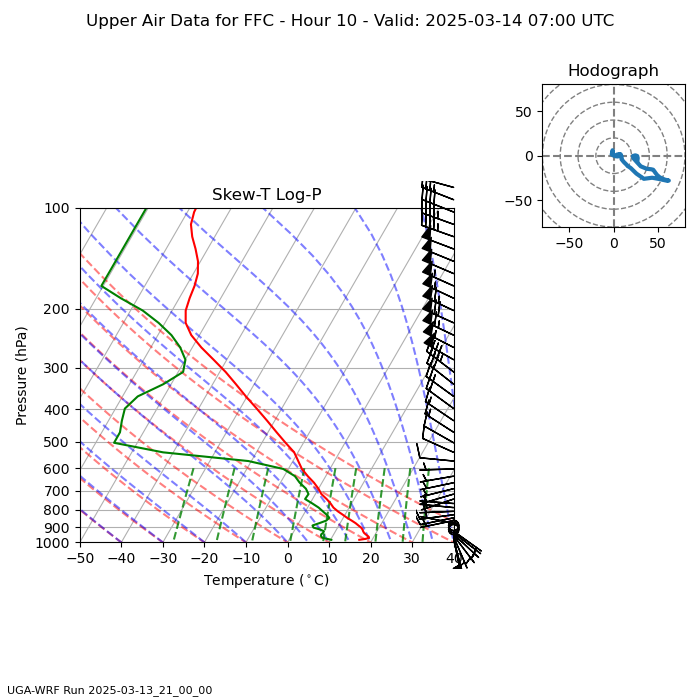 Upper Air Data for FFC - Hour 10 - Valid: 2025-03-14 07:00 UTC
Hodograph
50
0
−50
−50 0 50
Skew-T Log-P
100
200
300
400
500
600
700
800
900
1000
Pressure (hPa)
−50 −40 −30 −20 −10 0 10 20 30 40
Temperature (°C)
UGA-WRF Run 2025-03-13_21_00_00